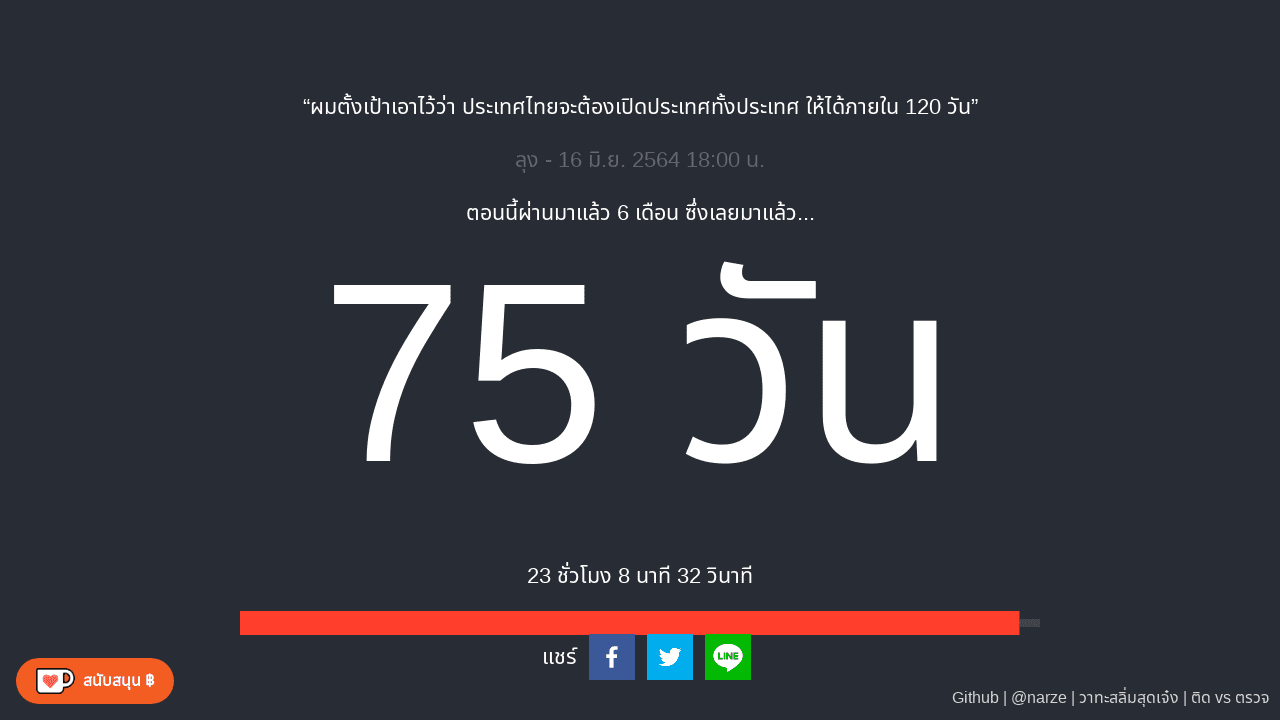 “ผมตั้งเป้าเอาไว้ว่า ประเทศไทยจะต้องเปิดประเทศทั้งประเทศ ให้ได้ภายใน 120 วัน”
ลุง - 16 มิ.ย. 2564 18:00 น.
ตอนนี้ผ่านมาแล้ว 6 เดือน ซึ่งเลยมาแล้ว...
75 วัน
23 ชั่วโมง 8 นาที 32 วินาที
แชร์
LINE
สนับสนุน ฿
Github | @narze | วาทะสลิ่มสุดเจ๋ง | ติด vs ตรวจ